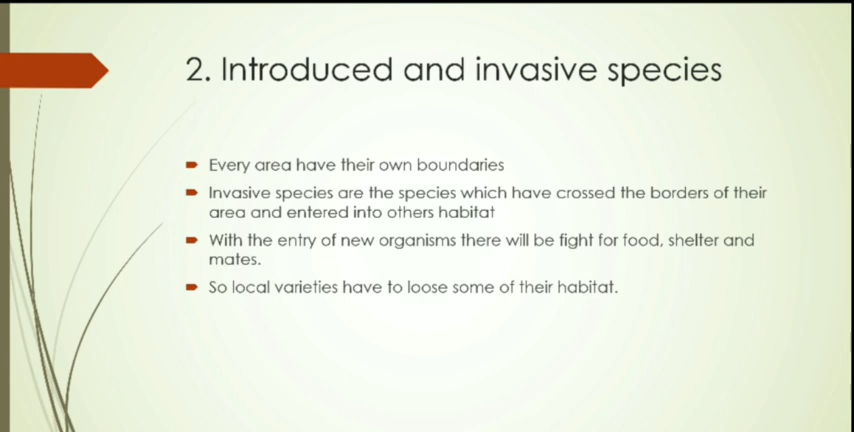 2. Introduced and invasive species
Every area have their own boundaries
Invasive species are the species which have crossed the borders of their
area and entered into others habitat
With the entry of new organisms there will be fight for food, shelter and
mates.
So local varieties have to loose some of their habitat.